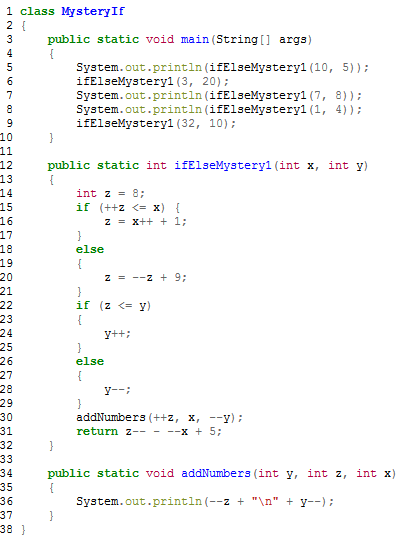 1 class MysteryIf
2 {
3     public static void main(String[] args)
4     {
5         System.out.println(ifElseMystery1(10, 5));
6         ifElseMystery1(3, 20);
7         System.out.println(ifElseMystery1(7, 8));
8         System.out.println(ifElseMystery1(1, 4));
9         ifElseMystery1(32, 10);
10     }
11
12     public static int ifElseMystery1(int x, int y)
13     {
14         int z = 8;
15         if (++z <= x) {
16             z = x++ + 1;
17         }
18         else
19         {
20             z = --z + 9;
21         }
22         if (z <= y)
23         {
24             y++;
25         }
26         else
27         {
28             y--;
29         }
30         addNumbers(++z, x, --y);
31         return z-- - --x + 5;
32     }
33
34     public static void addNumbers(int y, int z, int x)
35     {
36         System.out.println(--z + "\n" + y--);
37     }
38 }